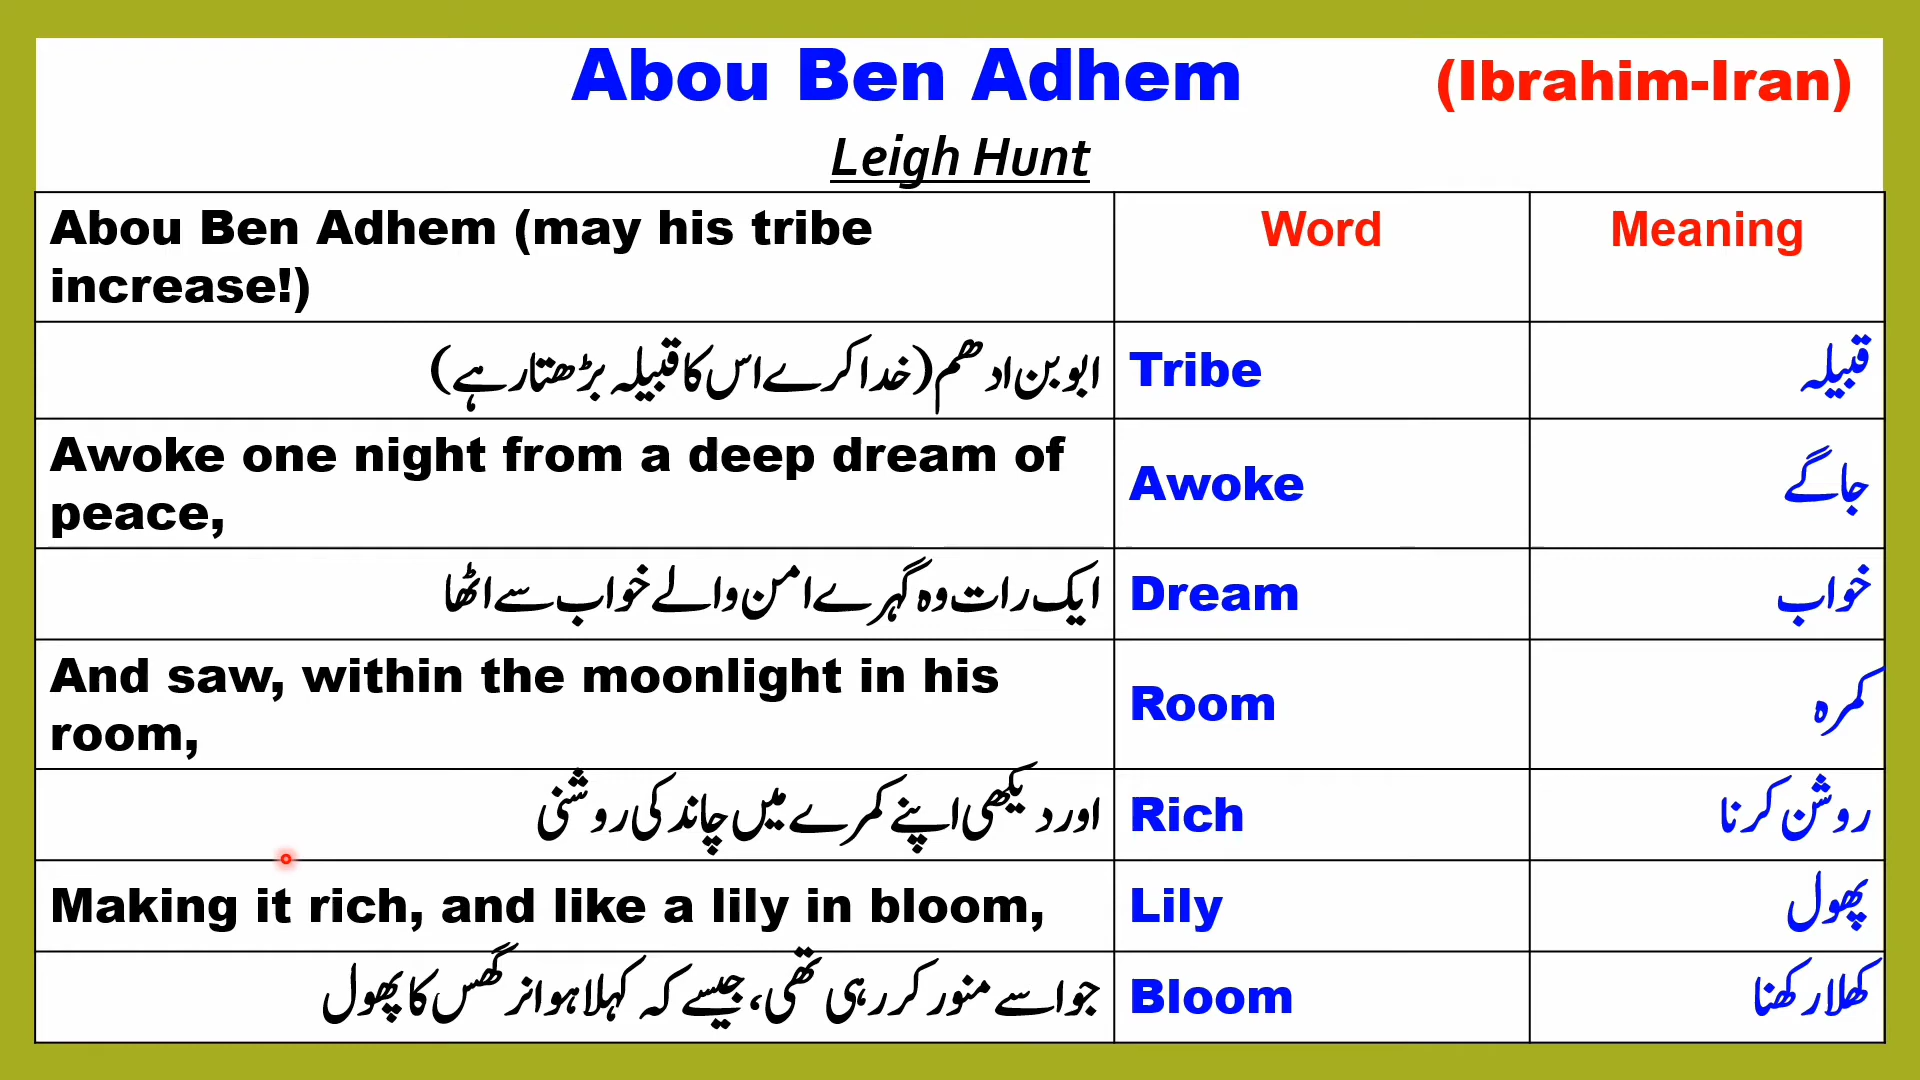 Abou Ben Adhem (Ibrahim-Iran)
Leigh Hunt
Abou Ben Adhem (may his tribe
increase!)
Word
Meaning
ابو بن ادھم (خدا کرے اس کا قبیلہ بڑھتا رہے)
Tribe
قبیلہ
Awoke one night from a deep dream of
peace,
Awoke
جاگے
ایک رات وہ گہرے امن والے خواب سے اٹھا
Dream
خواب
And saw, within the moonlight in his
room,
Room
کمرہ
اور دیکھی اپنے کمرے میں چاند کی روشنی
Rich
روشن کرنا
Making it rich, and like a lily in bloom,
Lily
پھول
جو اسے منور کر رہی تھی، جیسے کہ کہلا ہوا نرگھس کا پھول
Bloom
کھلا رکھنا